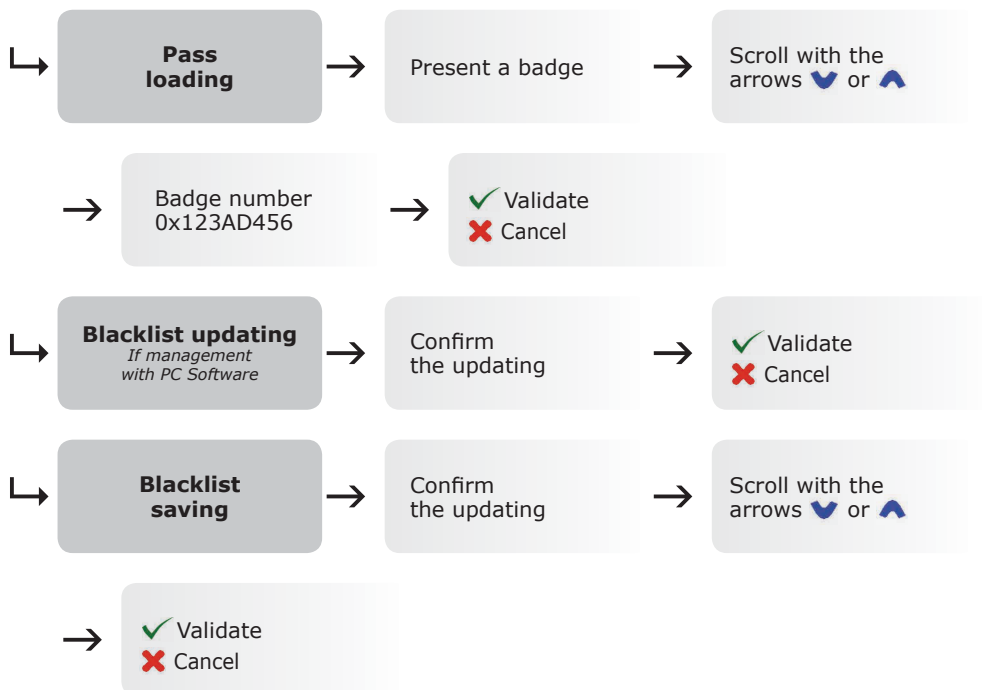 Pass
loading
Present a badge
Scroll with the
arrows or
Badge number
0x123AD456
Validate
Cancel
Blacklist updating
If management
with PC Software
Confirm
the updating
Validate
Cancel
Blacklist
saving
Confirm
the updating
Scroll with the
arrows or
Validate
Cancel